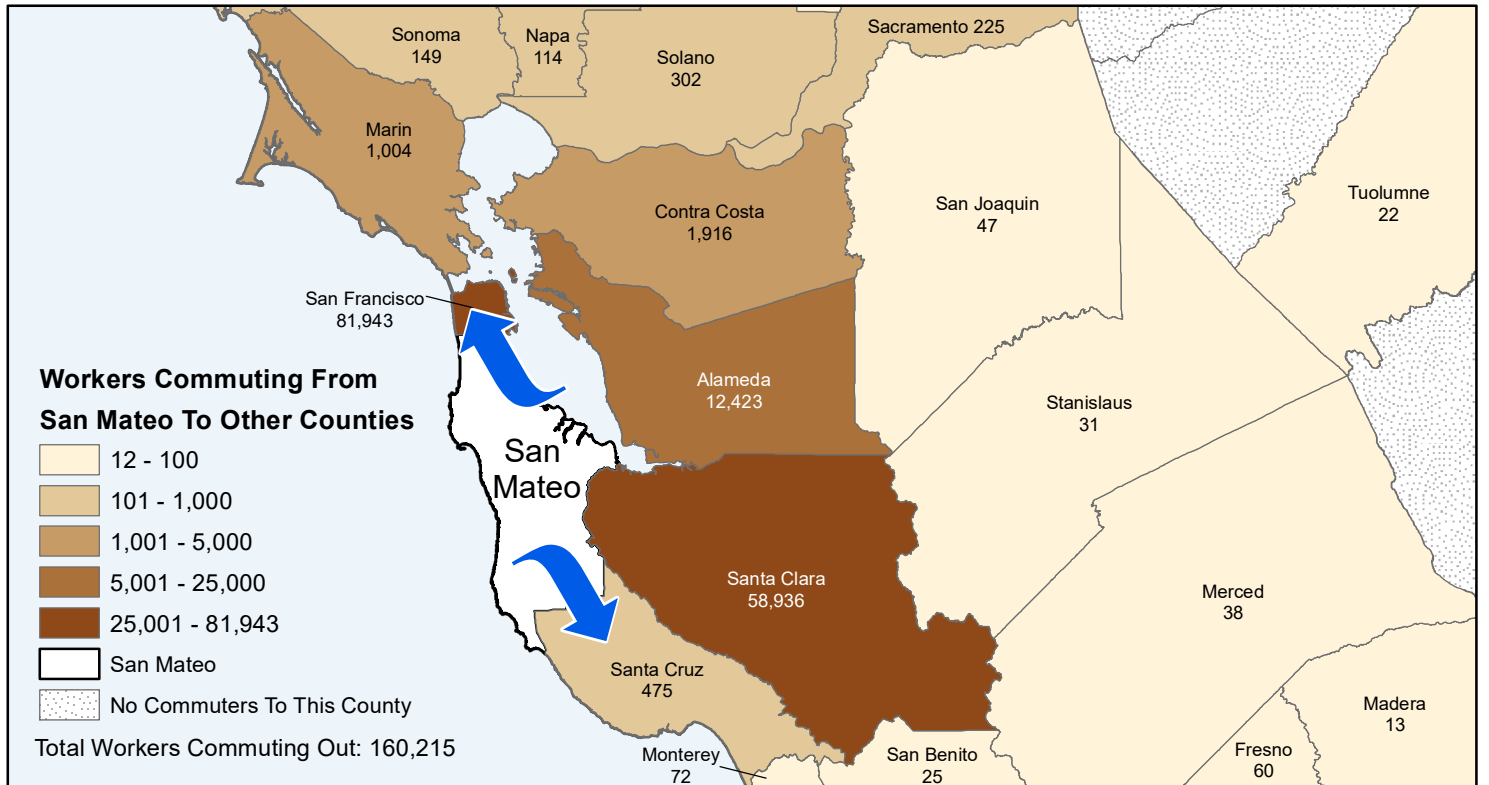 Sonoma
149
Napa
114
Solano
302
Sacramento 225
Marin
1,004
Contra Costa
1,916
San Joaquin
47
Tuolumne
22
San Francisco
81,943
Alameda
12,423
Stanislaus
31
San
Mateo
Santa Clara
58,936
Merced
38
Santa Cruz
475
Madera
13
Monterey
72
San Benito
25
Fresno
60
Workers Commuting From
San Mateo To Other Counties
12 - 100
101 - 1,000
1,001 - 5,000
5,001 - 25,000
25,001 - 81,943
San Mateo
No Commuters To This County
Total Workers Commuting Out: 160,215